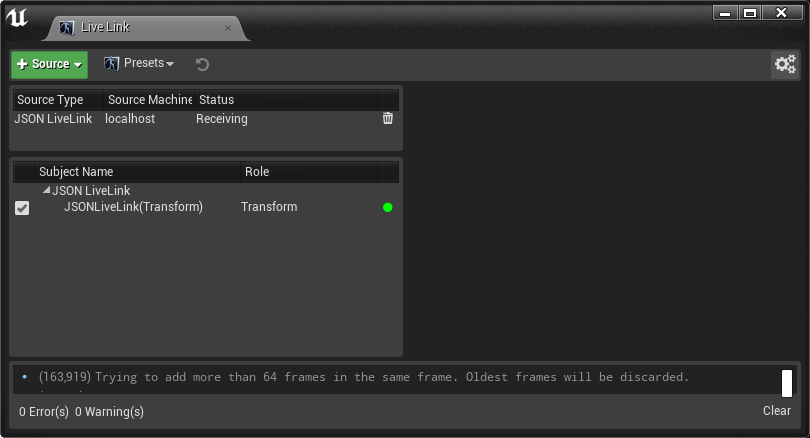 Live Link
Source
Presets
Source Type Source Machine Status
JSON LiveLink localhost Receiving
Subject Name Role
JSON LiveLink
JSONLiveLink(Transform) Transform
• (163,919) Trying to add more than 64 frames in the same frame. Oldest frames will be discarded.
0 Error(s) 0 Warning(s) Clear